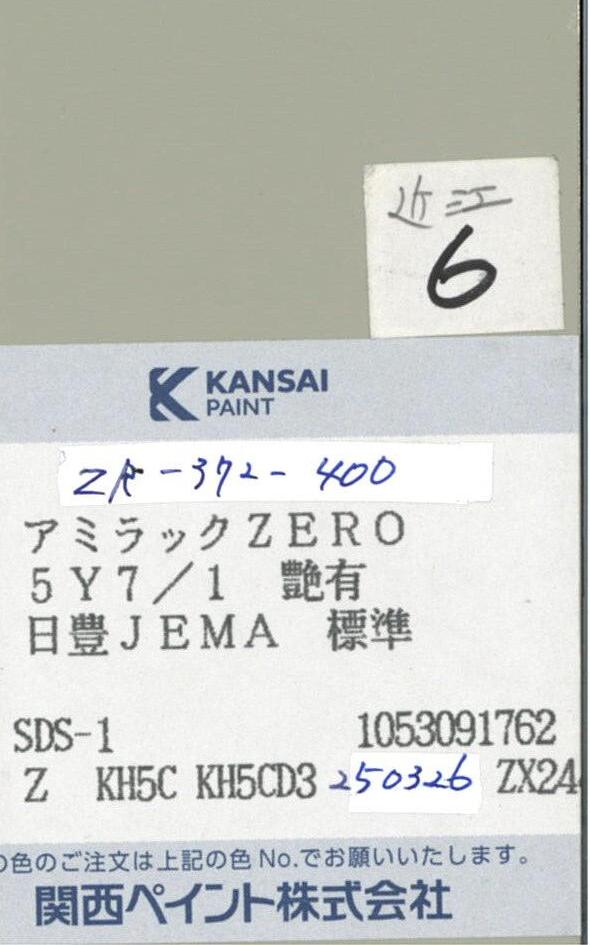 近江
6
KANSAI
PAINT
ZK-372-400
アミラックZERO
5Y7/1 艶有
日豊JEMA 標準
SDS-1 1053091762
Z KH5C KH5CD3 250326 ZX24
の色のご注文は上記の色No.でお願いいたします。
関西ペイント株式会社